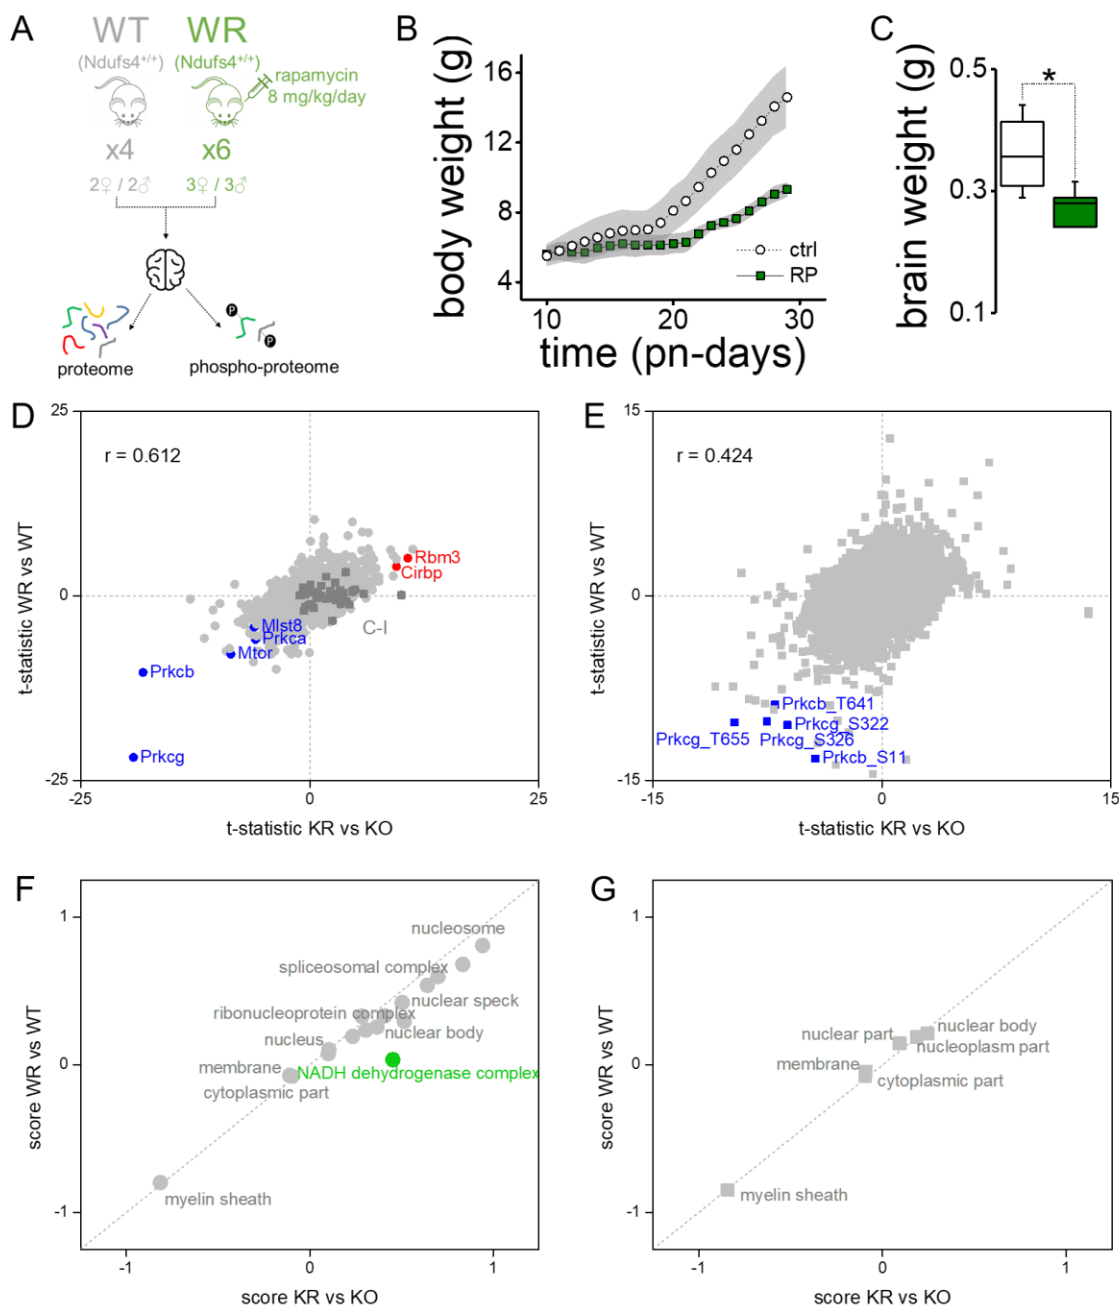 A
WT
WR
(Ndufs4+/+)
(Ndufs4+/+)
rapamycin
8 mg/kg/day
x4
x6
2♀ / 2♂
3♀ / 3♂
proteome
P
P
phospho-proteome
B
body weight (g)
16
12
8
4
ctrl
RP
10
20
30
time (pn-days)
C
brain weight (g)
0.5
0.3
0.1
*
D
t-statistic WR vs WT
25
0
-25
r = 0.612
Rbm3
Cirbp
C-I
Mlst8
Prkca
Mtor
Prkcb
Prkcg
-25
0
25
t-statistic KR vs KO
E
t-statistic WR vs WT
15
0
-15
r = 0.424
Prkcb_T641
Prkcg_S322
Prkcg_T655
Prkcg_S326
Prkcb_S11
-15
0
15
t-statistic KR vs KO
F
score WR vs WT
1
0
-1
nucleosome
spliceosomal complex
nuclear speck
ribonucleoprotein complex
nuclear body
nucleus
membrane
NADH dehydrogenase complex
cytoplasmic part
myelin sheath
-1
0
1
score KR vs KO
G
score WR vs WT
1
0
-1
nuclear part
nuclear body
nucleoplasm part
membrane
cytoplasmic part
myelin sheath
-1
0
1
score KR vs KO